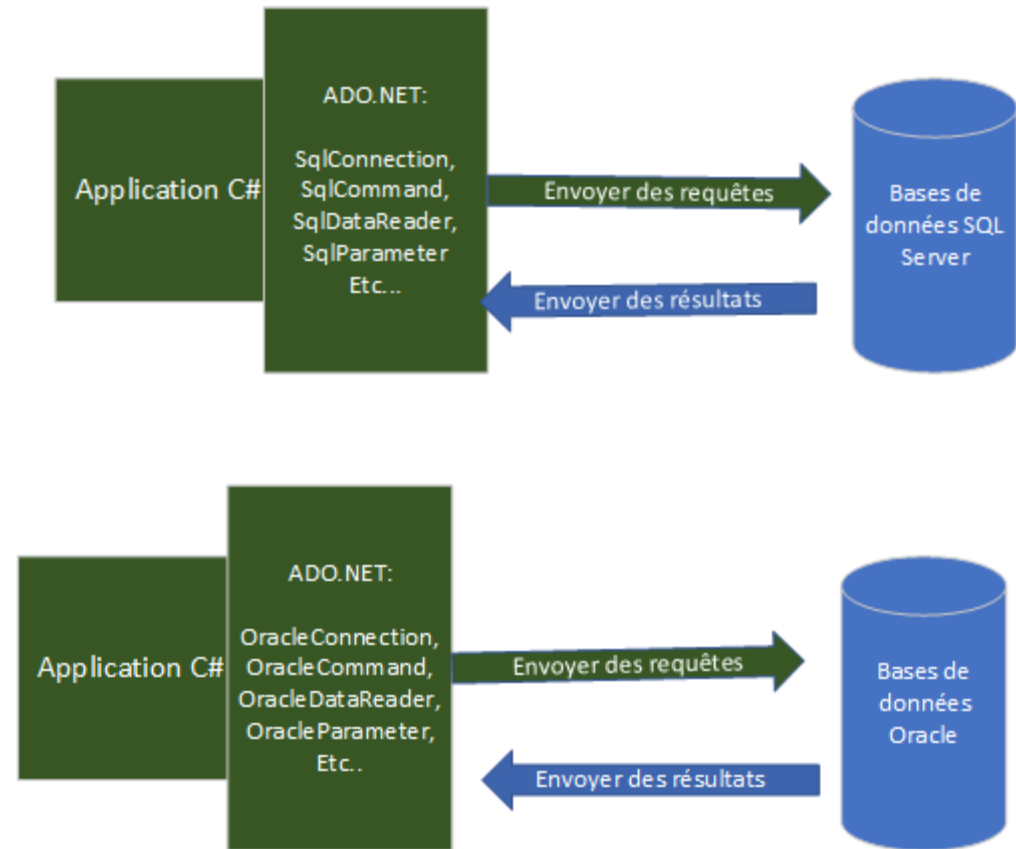 ADO.NET:
Application C#
SqlConnection,
SqlCommand,
SqlDataReader,
SqlParameter
Etc...
Envoyer des requêtes
Envoyer des résultats
Bases de
données SQL
Server
ADO.NET:
Application C#
OracleConnection,
OracleCommand,
OracleDataReader,
OracleParameter,
Etc..
Envoyer des requêtes
Envoyer des résultats
Bases de
données
Oracle